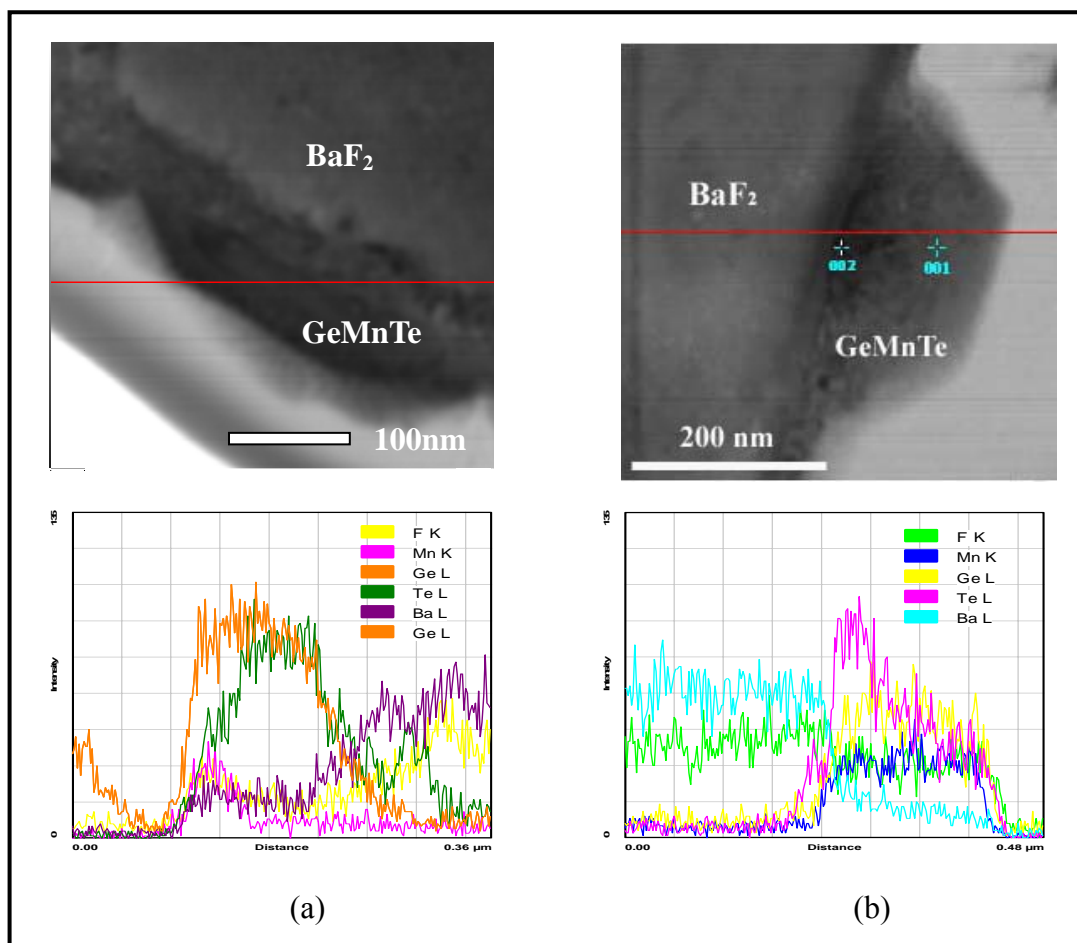 BaF2
GeMnTe
100nm
135
Intensity
0
F K
Mn K
Ge L
Te L
Ba L
Ge L
0.00 Distance 0.36 µm
(a)
BaF2
002 001
GeMnTe
200 nm
135
Intensity
0
F K
Mn K
Ge L
Te L
Ba L
0.00 Distance 0.48 µm
(b)